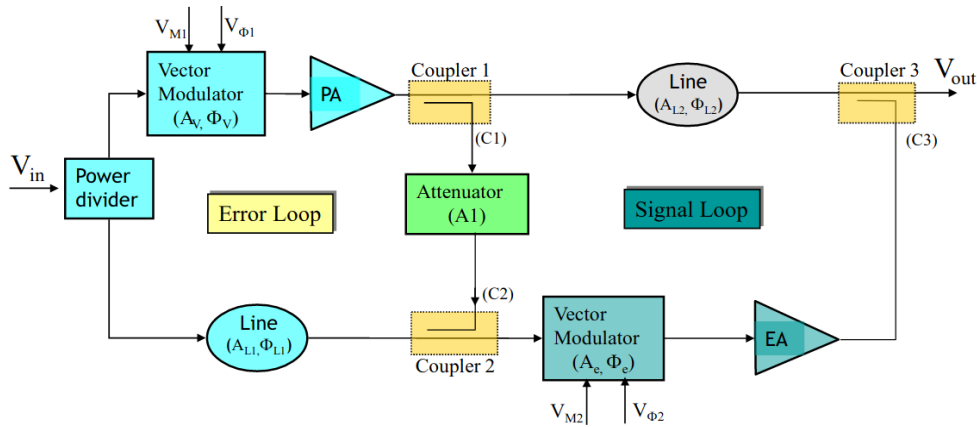 V_M1
V_Φ1
Vector
Modulator
(A_V, Φ_V)
PA
Coupler 1
(C1)
Line
(A_L2, Φ_L2)
Coupler 3
V_out
(C3)
V_in
Power
divider
Error Loop
Attenuator
(A1)
Signal Loop
(C2)
Line
(A_L1,Φ_L1)
Coupler 2
Vector
Modulator
(A_e, Φ_e)
EA
V_M2
V_Φ2